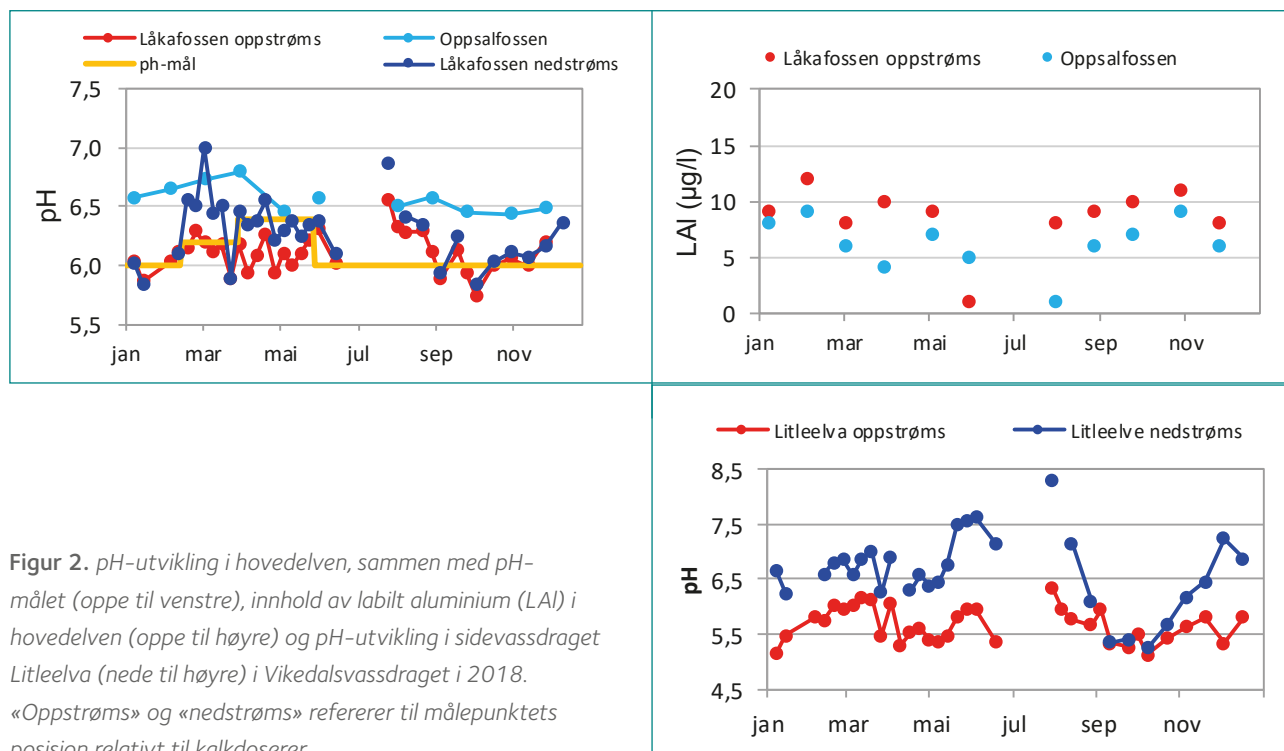 Låkafossen oppstrøms
Oppsalfossen
ph-mål
Låkafossen nedstrøms
7,5
7,0
6,5
6,0
5,5
pH
jan mar mai jul sep nov
Låkafossen oppstrøms
Oppsalfossen
20
15
10
5
0
LAl (µg/l)
jan mar mai jul sep nov
Litleelva oppstrøms
Litleelve nedstrøms
8,5
7,5
6,5
5,5
4,5
pH
jan mar mai jul sep nov
Figur 2. pH-utvikling i hovedelven, sammen med pH-
målet (oppe til venstre), innhold av labilt aluminium (LAl) i
hovedelven (oppe til høyre) og pH-utvikling i sidevassdraget
Litleelva (nede til høyre) i Vikedalsvassdraget i 2018.
«Oppstrøms» og «nedstrøms» refererer til målepunktets
posisjon relativt til kalkdoserer.